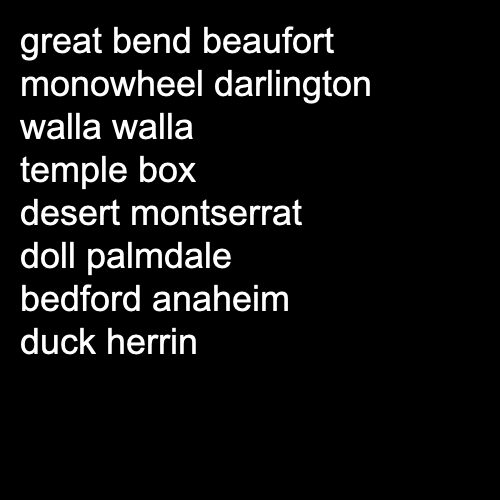 great bend beaufort
monowheel darlington
walla walla
temple box
desert montserrat
doll palmdale
bedford anaheim
duck herrin